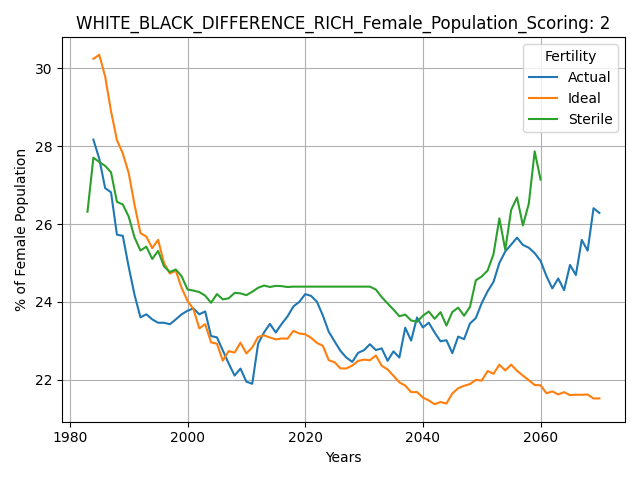 WHITE_BLACK_DIFFERENCE_RICH_Female_Population_Scoring: 2
% of Female Population
30
28
26
24
22
Fertility
Actual
Ideal
Sterile
1980 2000 2020 2040 2060
Years